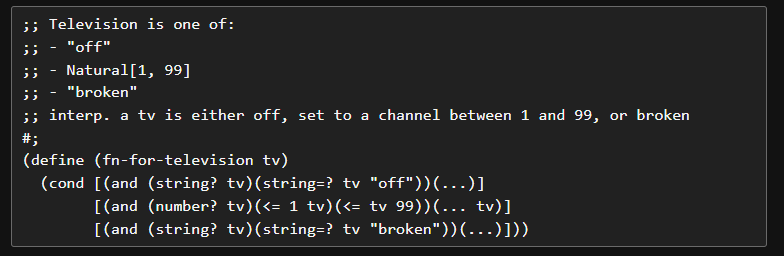 ;; Television is one of:
;; - "off"
;; - Natural[1, 99]
;; - "broken"
;; interp. a tv is either off, set to a channel between 1 and 99, or broken
#;
(define (fn-for-television tv)
  (cond [(and (string? tv)(string=? tv "off"))(...)]
        [(and (number? tv)(<= 1 tv)(<= tv 99))(... tv)]
        [(and (string? tv)(string=? tv "broken"))(...)]))